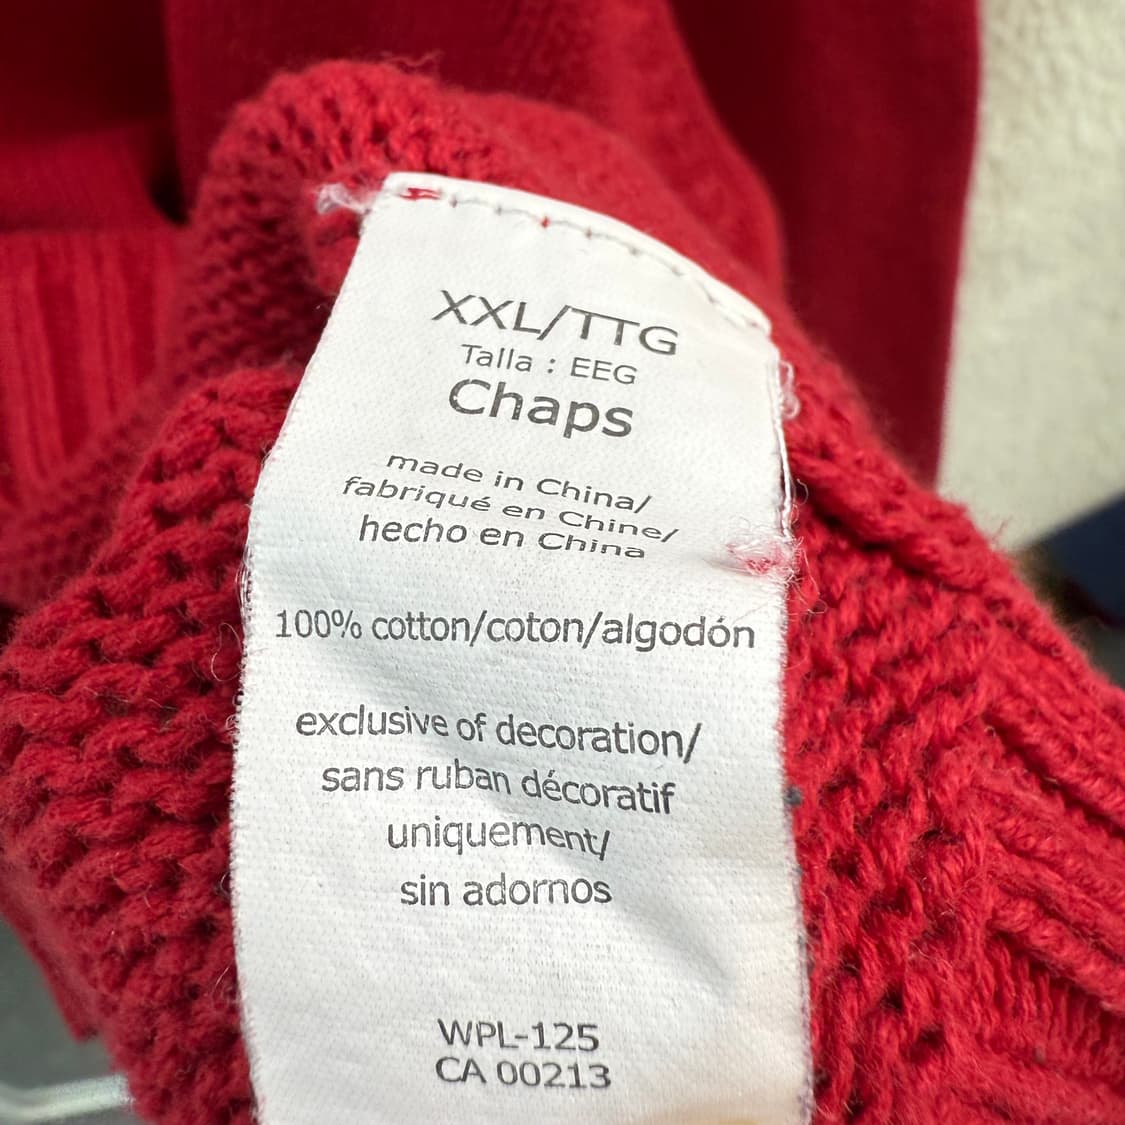 XXL/TTG
Talla : EEG
Chaps
made in China/
fabriqué en Chine/
hecho en China
100% cotton/coton/algodón
exclusive of decoration/
sans ruban décoratif
uniquement/
sin adornos
WPL-125
CA 00213